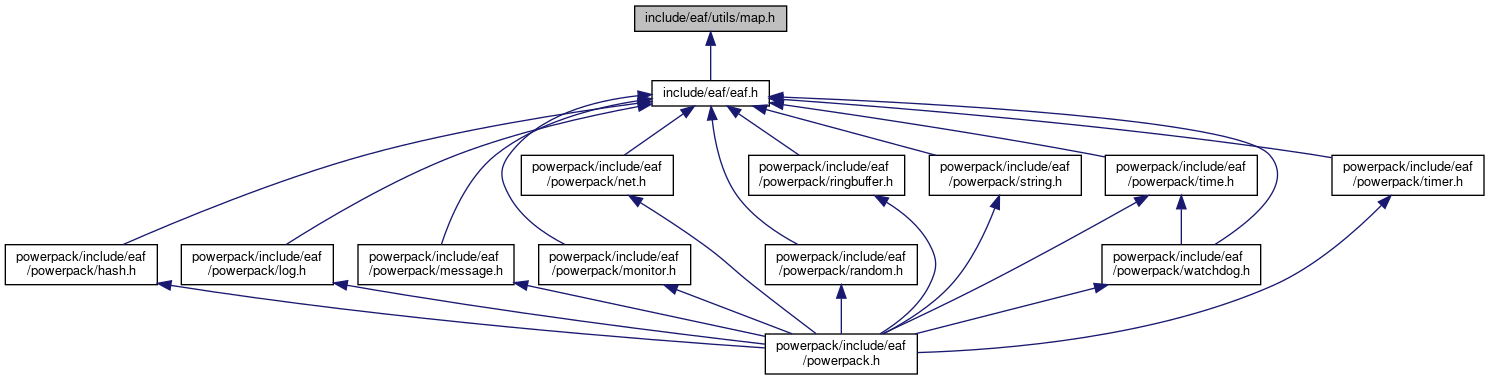 include/eaf/utils/map.h
include/eaf/eaf.h
powerpack/include/eaf
/powerpack/net.h
powerpack/include/eaf
/powerpack/ringbuffer.h
powerpack/include/eaf
/powerpack/string.h
powerpack/include/eaf
/powerpack/time.h
powerpack/include/eaf
/powerpack/timer.h
powerpack/include/eaf
/powerpack/hash.h
powerpack/include/eaf
/powerpack/log.h
powerpack/include/eaf
/powerpack/message.h
powerpack/include/eaf
/powerpack/monitor.h
powerpack/include/eaf
/powerpack/random.h
powerpack/include/eaf
/powerpack/watchdog.h
powerpack/include/eaf
/powerpack.h